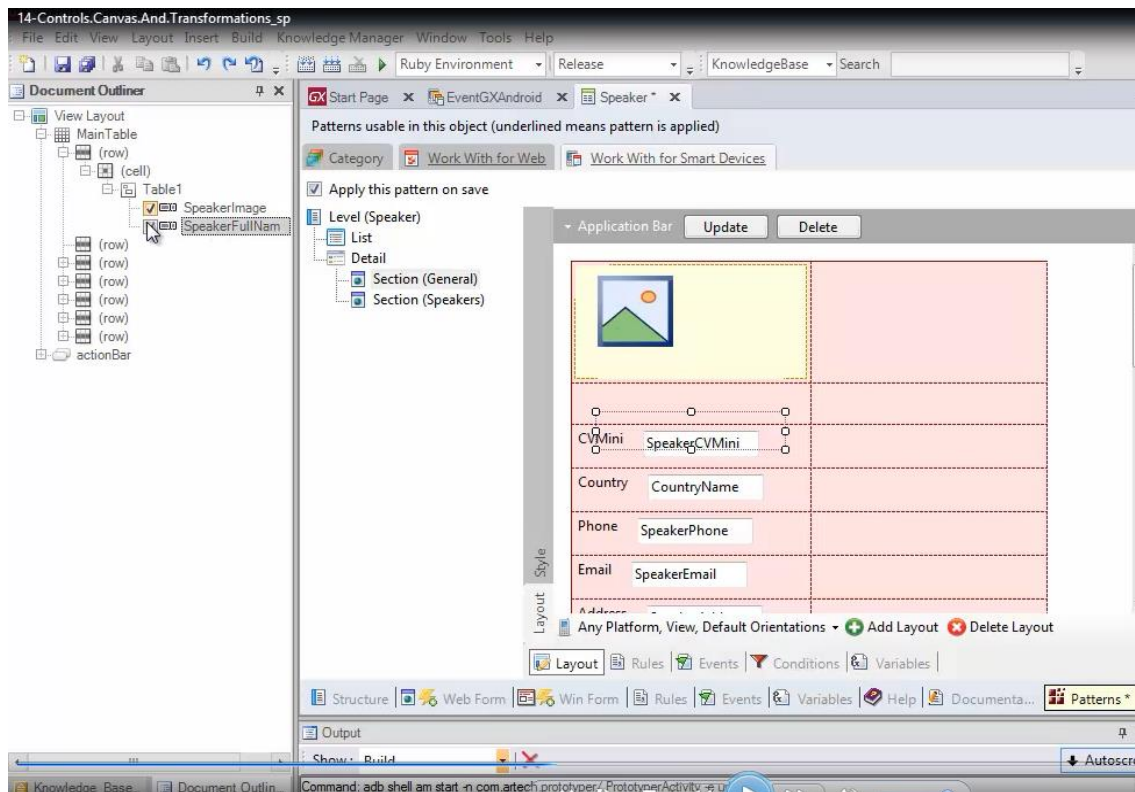 14-Controls.Canvas.And.Transformations_sp
File Edit View Layout Insert Build Knowledge Manager Window Tools Help
Ruby Environment Release KnowledgeBase Search
Document Outliner
View Layout
MainTable
(row)
(cell)
Table1
SpeakerImage
SpeakerFullNam
(row)
(row)
(row)
(row)
(row)
(row)
actionBar
GX Start Page EventGXAndroid Speaker *
Patterns usable in this object (underlined means pattern is applied)
Category Work With for Web Work With for Smart Devices
Apply this pattern on save
Level (Speaker)
List
Detail
Section (General)
Section (Speakers)
Application Bar Update Delete
CVMini SpeakerCVMini
Country CountryName
Phone SpeakerPhone
Email SpeakerEmail
Address
Style
Layout
Any Platform, View, Default Orientations Add Layout Delete Layout
Layout Rules Events Conditions Variables
Structure Web Form Win Form Rules Events Variables Help Documenta... Patterns *
Output
Show: Build Autoscr
Knowledge Base Document Outlin...
Command: adb shell am start -n com.artech.prototyper/.PrototyperActivity -e